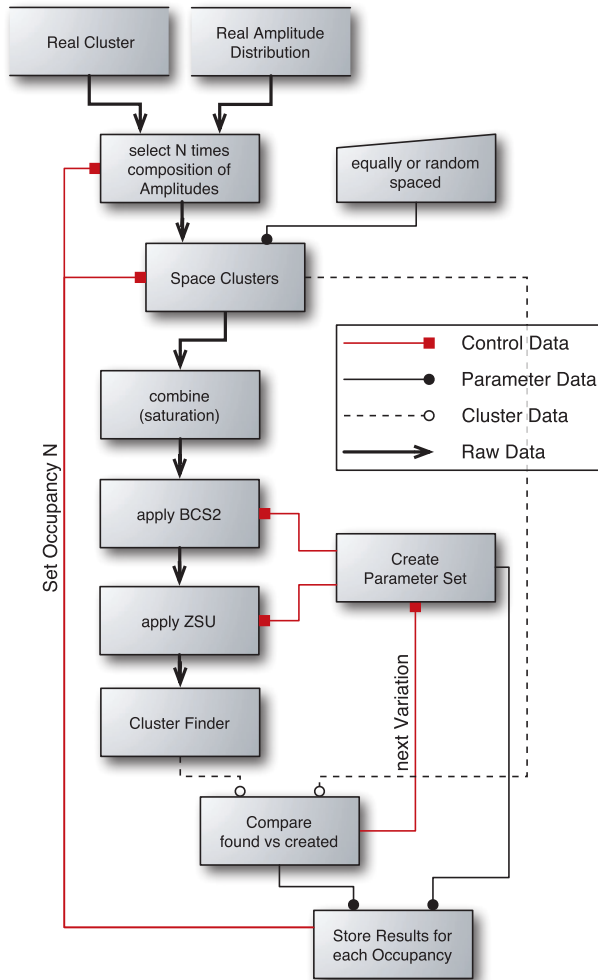 Real Cluster
Real Amplitude
Distribution
select N times
composition of
Amplitudes
equally or random
spaced
Space Clusters
Control Data
Parameter Data
Cluster Data
Raw Data
combine
(saturation)
Set Occupancy N
apply BCS2
Create
Parameter Set
apply ZSU
next Variation
Cluster Finder
Compare
found vs created
Store Results for
each Occupancy